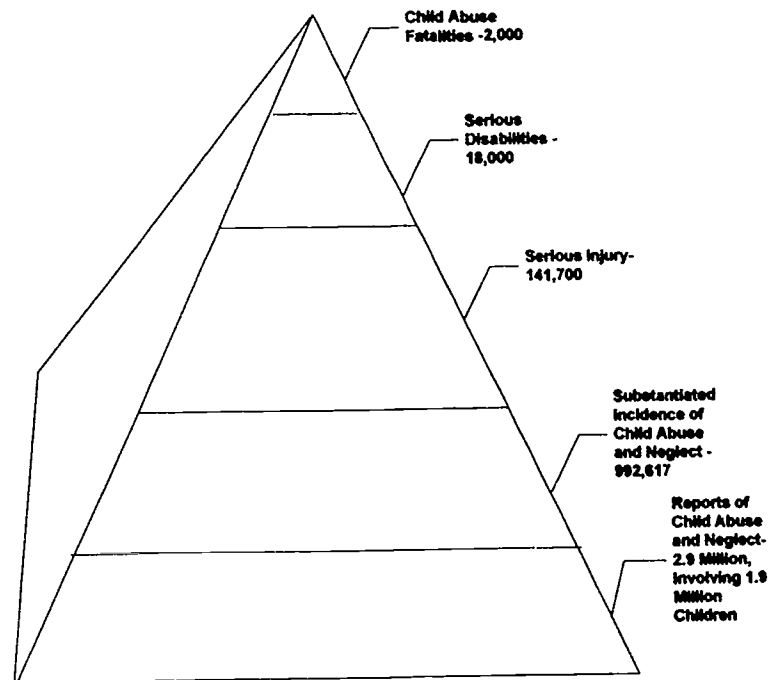 Child Abuse
Fatalities -2,000
Serious
Disabilities -
18,000
Serious Injury-
141,700
Substantiated
Incidence of
Child Abuse
and Neglect -
992,617
Reports of
Child Abuse
and Neglect-
2.9 Million,
Involving 1.9
Million
Children